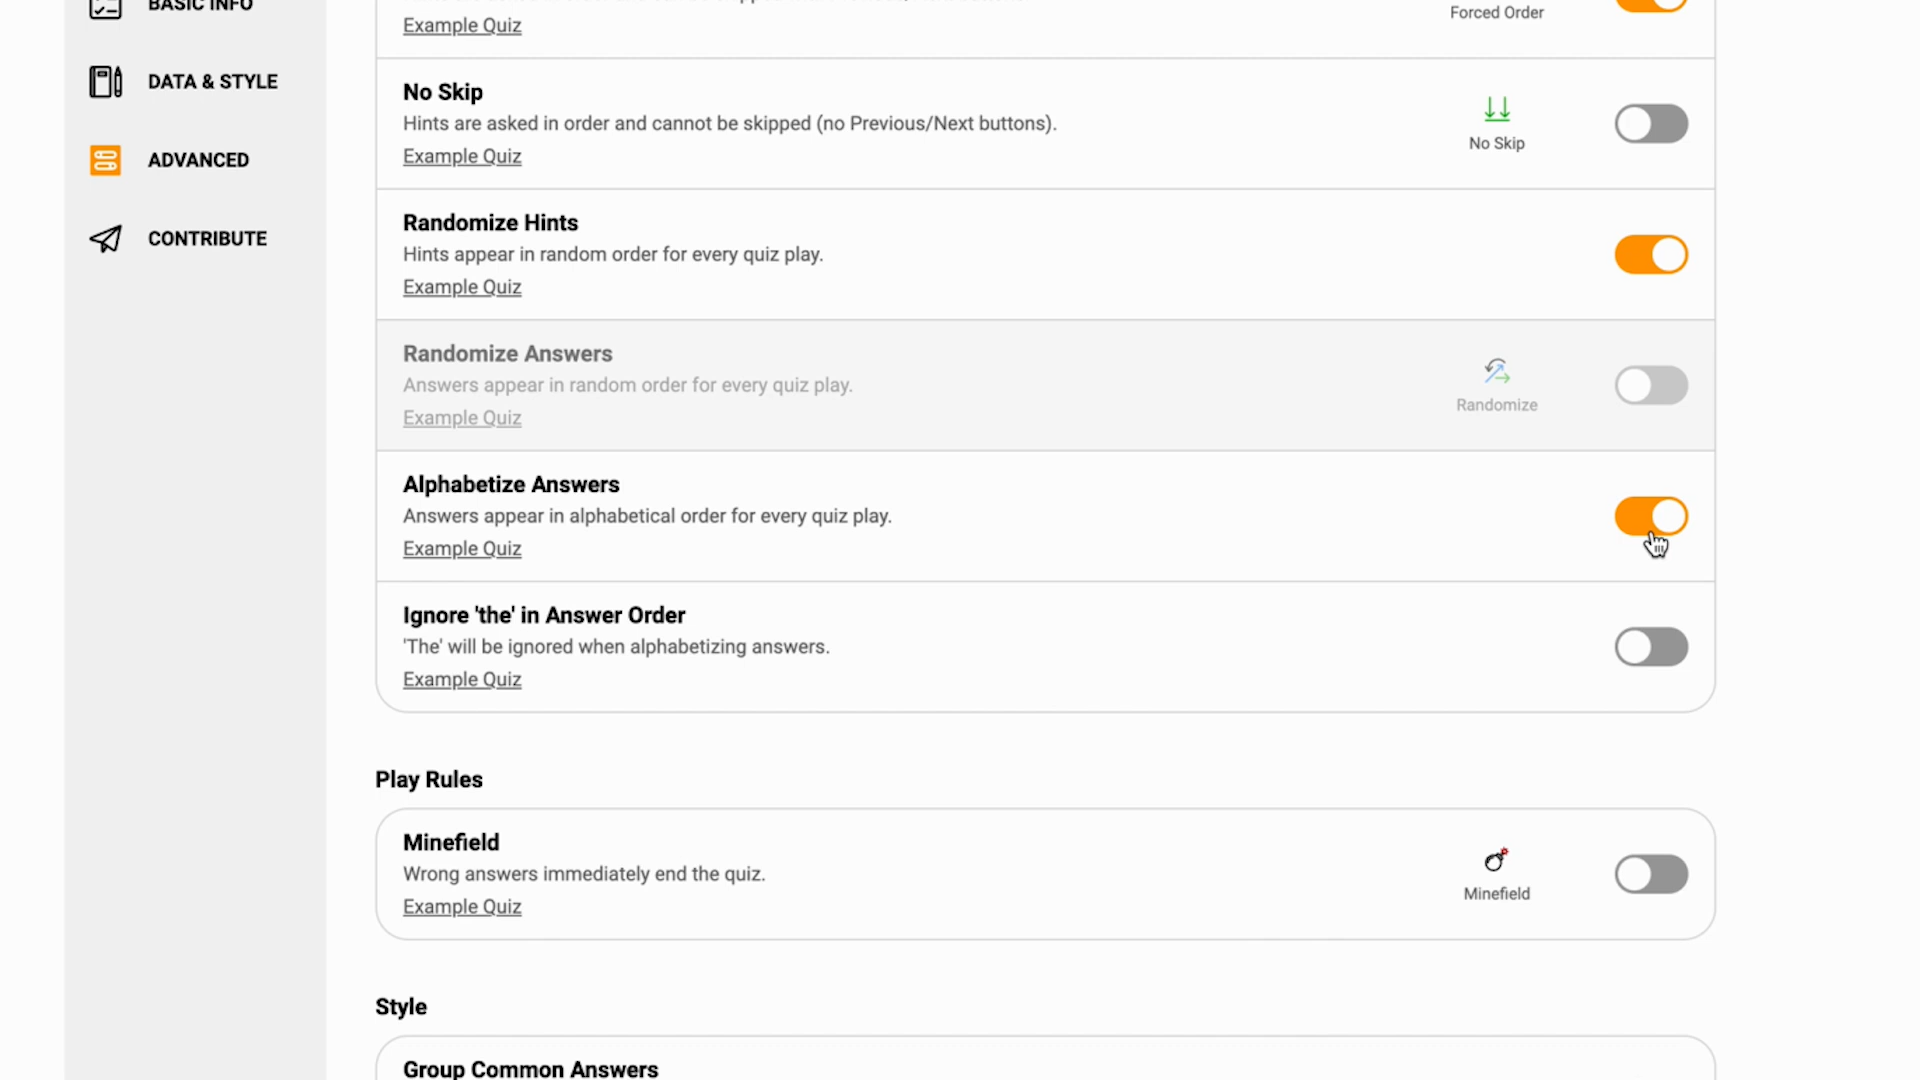 BASIC INFO
Example Quiz
Forced Order
DATA & STYLE
No Skip
Hints are asked in order and cannot be skipped (no Previous/Next buttons).
No Skip
Example Quiz
ADVANCED
Randomize Hints
CONTRIBUTE
Hints appear in random order for every quiz play.
Example Quiz
Randomize Answers
Answers appear in random order for every quiz play.
Randomize
Example Quiz
Alphabetize Answers
Answers appear in alphabetical order for every quiz play.
Example Quiz
Ignore 'the' in Answer Order
'The' will be ignored when alphabetizing answers.
Example Quiz
Play Rules
Minefield
Wrong answers immediately end the quiz.
Minefield
Example Quiz
Style
Group Common Answers